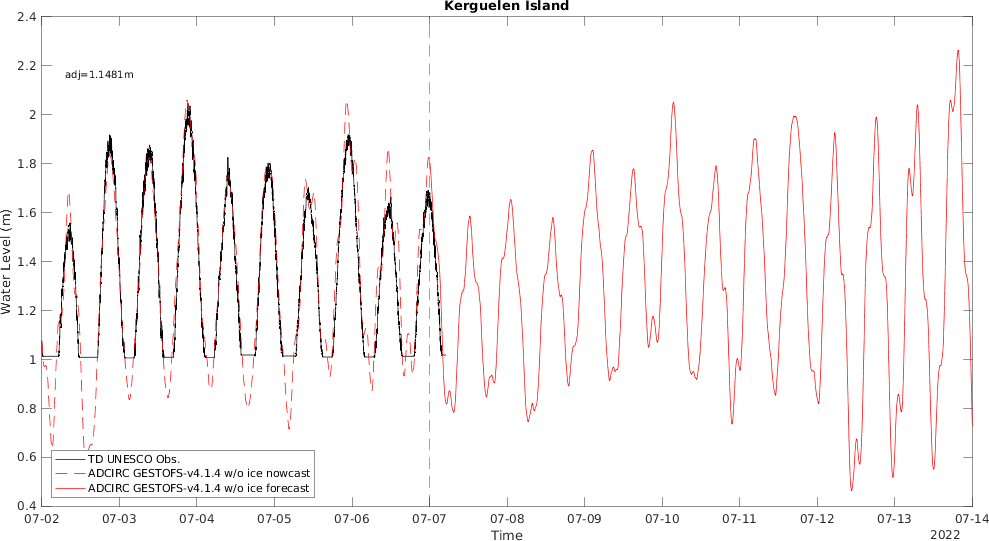 Kerguelen Island
2.4
2.2
2
1.8
1.6
1.4
1.2
1
0.8
0.6
0.4
Water Level (m)
adj=1.1481m
TD UNESCO Obs.
ADCIRC GESTOFS-v4.1.4 w/o ice nowcast
ADCIRC GESTOFS-v4.1.4 w/o ice forecast
07-02 07-03 07-04 07-05 07-06 07-07 07-08 07-09 07-10 07-11 07-12 07-13 07-14
Time
2022